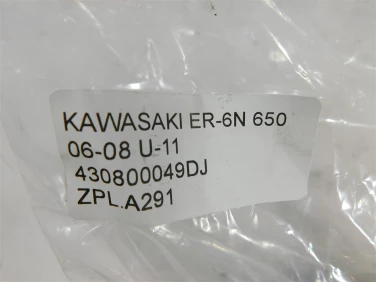 KAWASAKI ER-6N 650
06-08 U-11
430800049DJ
ZPL.A291